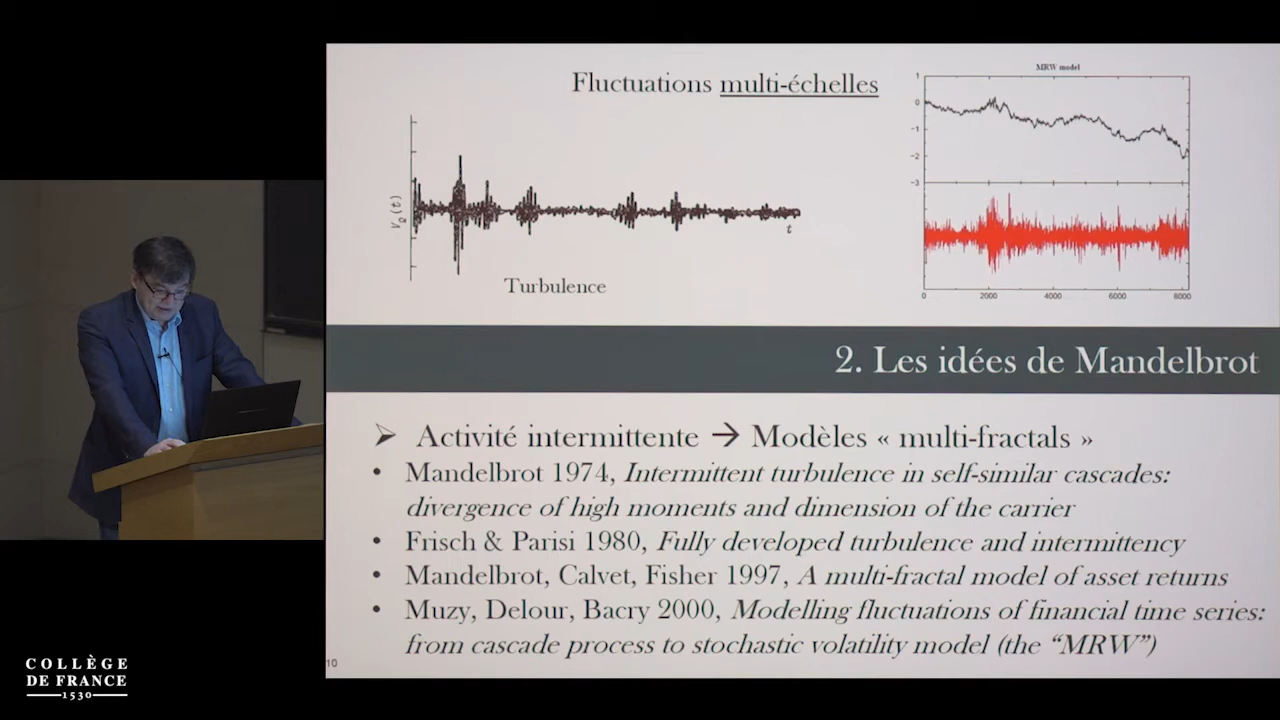 Fluctuations multi-échelles
V_Ω (t)
t
Turbulence
MRW model
1
0
−1
−2
−3
0 2000 4000 6000 8000
2. Les idées de Mandelbrot
➢ Activité intermittente → Modèles « multi-fractals »
• Mandelbrot 1974, Intermittent turbulence in self-similar cascades:
divergence of high moments and dimension of the carrier
• Frisch & Parisi 1980, Fully developed turbulence and intermittency
• Mandelbrot, Calvet, Fisher 1997, A multi-fractal model of asset returns
• Muzy, Delour, Bacry 2000, Modelling fluctuations of financial time series:
from cascade process to stochastic volatility model (the “MRW”)
10
COLLÈGE
DE FRANCE
1530